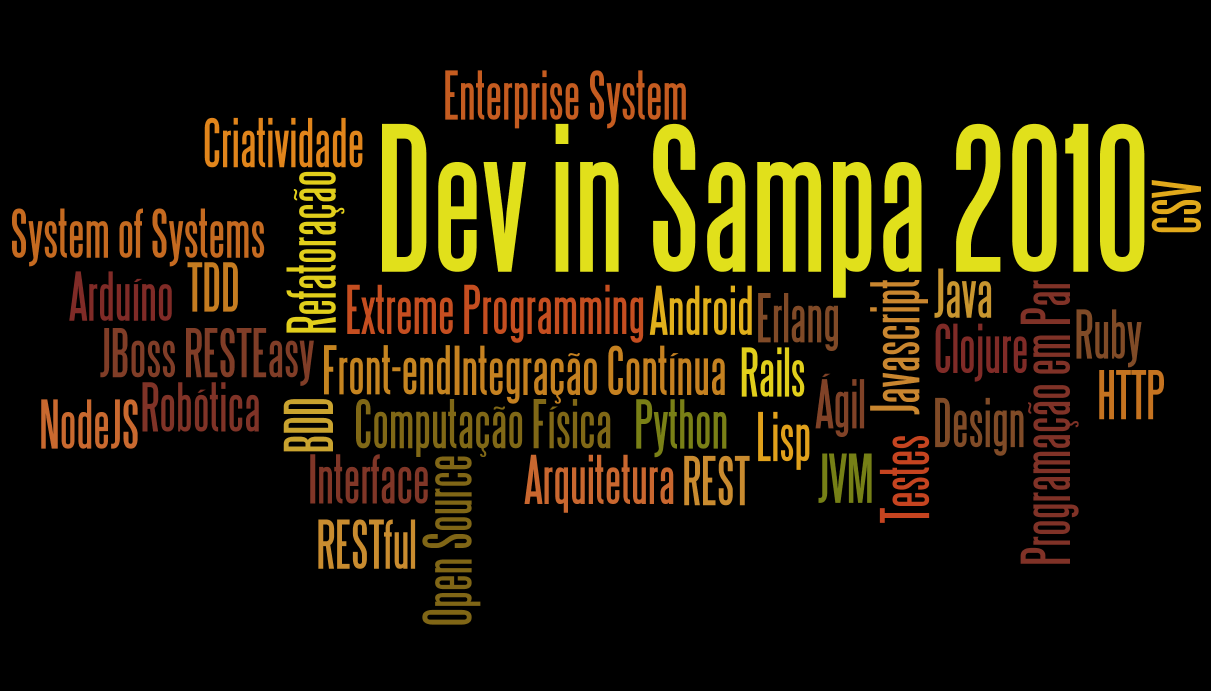 Enterprise System
Criatividade
Dev in Sampa 2010
CSV
Refatoração
System of Systems
TDD
Arduíno
Extreme Programming
Android
Erlang
Javascript
Java
Clojure
Programação em Par
Ruby
JBoss RESTEasy
Front-end
Integração Contínua
Rails
Ágil
HTTP
NodeJS
Robótica
BDD
Computação Física
Python
Lisp
Design
Interface
Open Source
Arquitetura
REST
JVM
Testes
RESTful